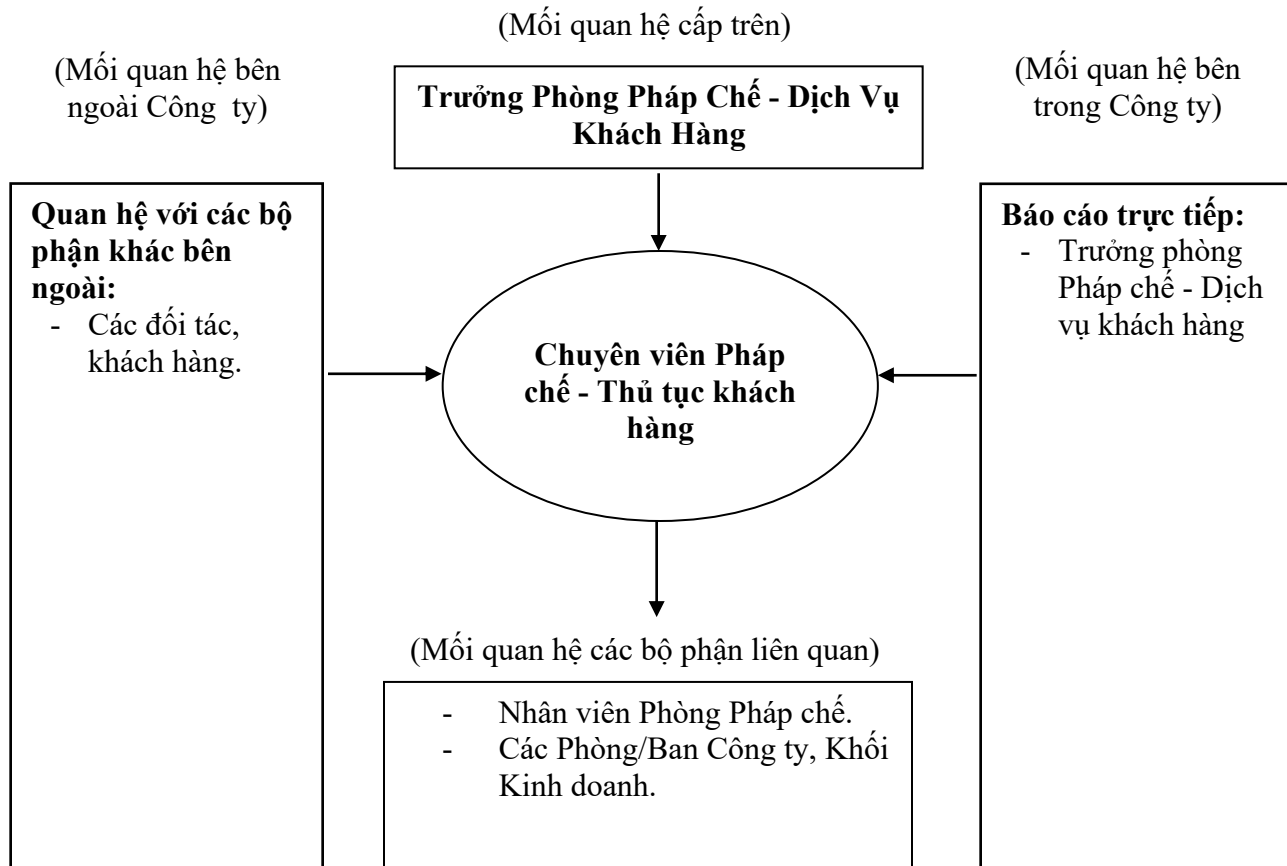 (Mối quan hệ cấp trên)
(Mối quan hệ bên
ngoài Công ty)
Trưởng Phòng Pháp Chế - Dịch Vụ
Khách Hàng
(Mối quan hệ bên
trong Công ty)
Quan hệ với các bộ
phận khác bên
ngoài:
- Các đối tác,
khách hàng.
Chuyên viên Pháp
chế - Thủ tục khách
hàng
Báo cáo trực tiếp:
- Trưởng phòng
Pháp chế - Dịch
vụ khách hàng
(Mối quan hệ các bộ phận liên quan)
- Nhân viên Phòng Pháp chế.
- Các Phòng/Ban Công ty, Khối
Kinh doanh.